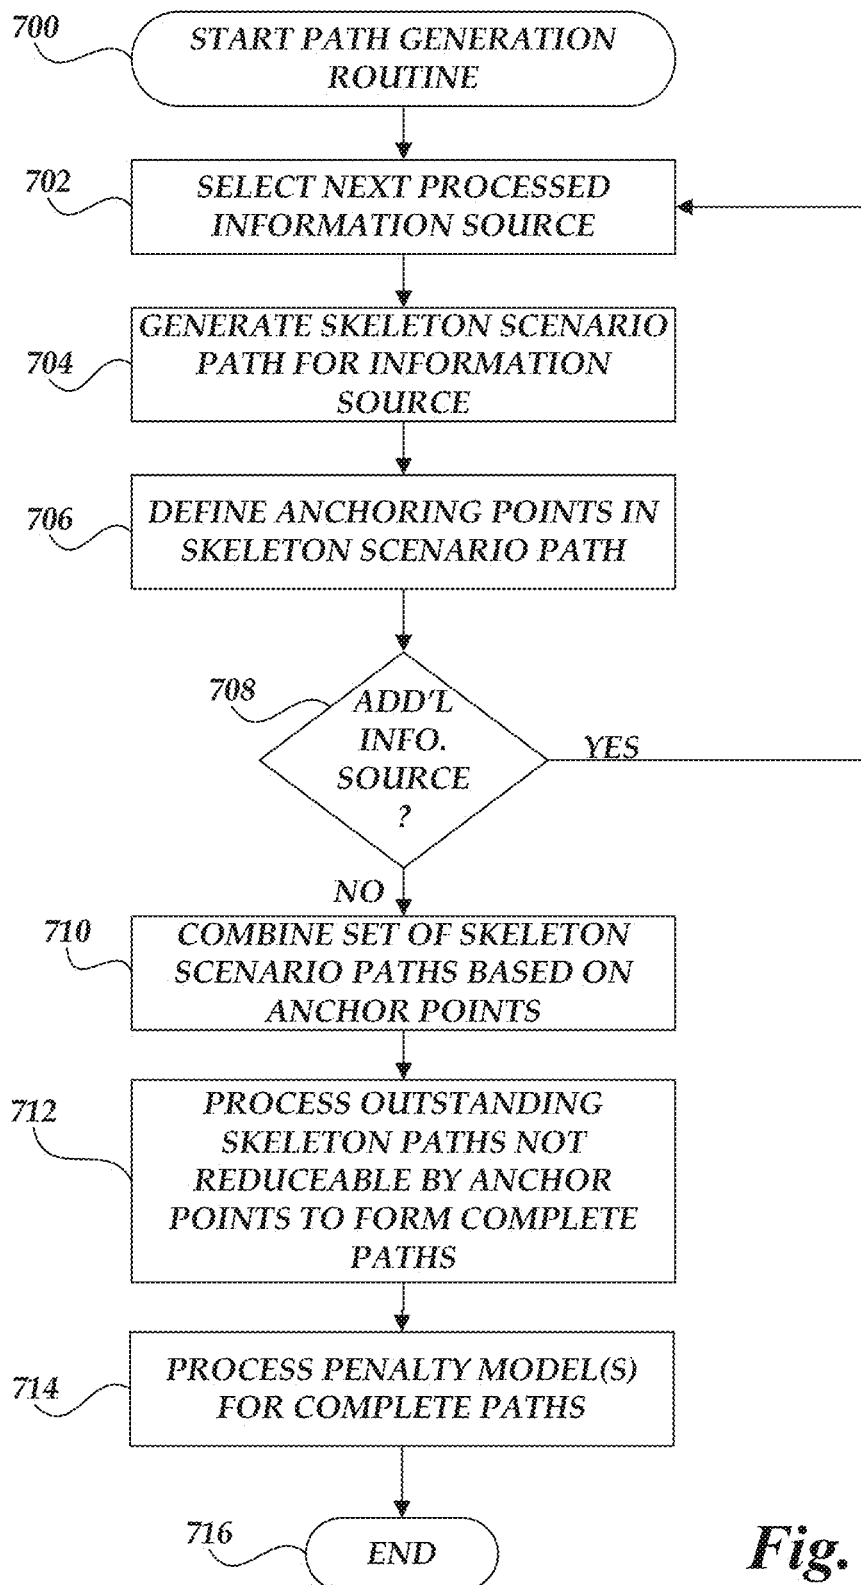 700
START PATH GENERATION
ROUTINE
702
SELECT NEXT PROCESSED
INFORMATION SOURCE
704
GENERATE SKELETON SCENARIO
PATH FOR INFORMATION
SOURCE
706
DEFINE ANCHORING POINTS IN
SKELETON SCENARIO PATH
708
ADD'L
INFO.
SOURCE
?
YES
NO
710
COMBINE SET OF SKELETON
SCENARIO PATHS BASED ON
ANCHOR POINTS
712
PROCESS OUTSTANDING
SKELETON PATHS NOT
REDUCEABLE BY ANCHOR
POINTS TO FORM COMPLETE
PATHS
714
PROCESS PENALTY MODEL(S)
FOR COMPLETE PATHS
716
END
Fig.